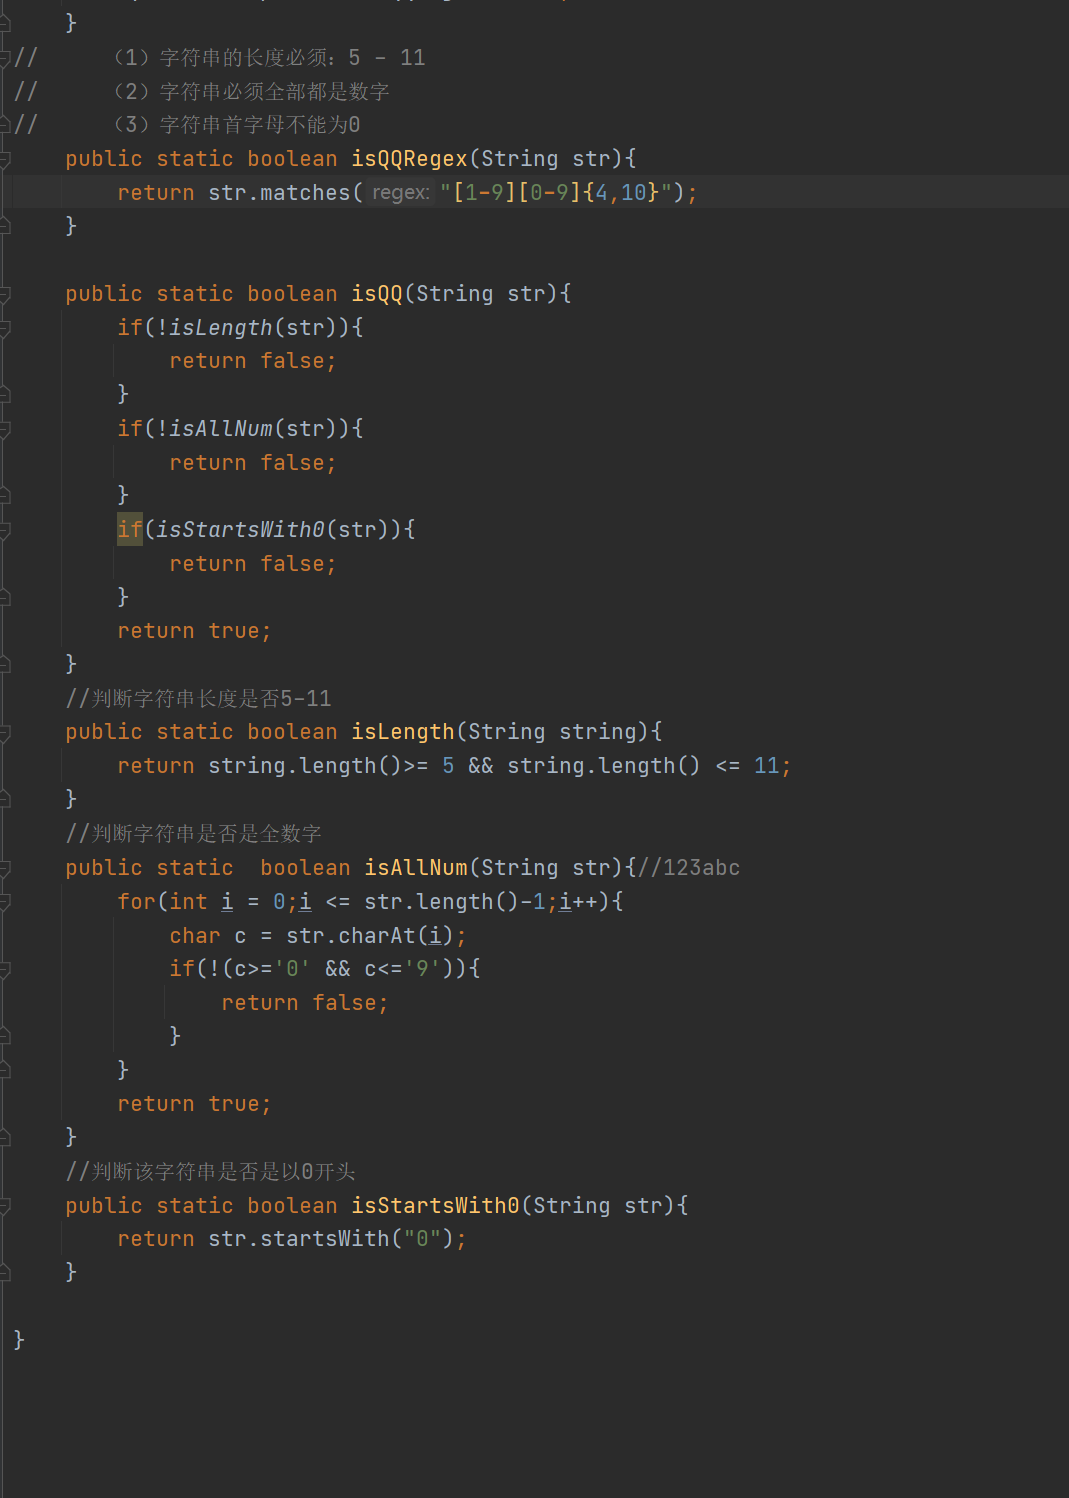 }
// （1）字符串的长度必须：5 - 11
// （2）字符串必须全部都是数字
// （3）字符串首字母不能为0
public static boolean isQQRegex(String str){
return str.matches( regex: "[1-9][0-9]{4,10}");
}
public static boolean isQQ(String str){
if(!isLength(str)){
return false;
}
if(!isAllNum(str)){
return false;
}
if(isStartsWith0(str)){
return false;
}
return true;
}
//判断字符串长度是否5-11
public static boolean isLength(String string){
return string.length()>= 5 && string.length() <= 11;
}
//判断字符串是否是全数字
public static  boolean isAllNum(String str){//123abc
for(int i = 0;i <= str.length()-1;i++){
char c = str.charAt(i);
if(!(c>='0' && c<='9')){
return false;
}
}
return true;
}
//判断该字符串是否是以0开头
public static boolean isStartsWith0(String str){
return str.startsWith("0");
}
}